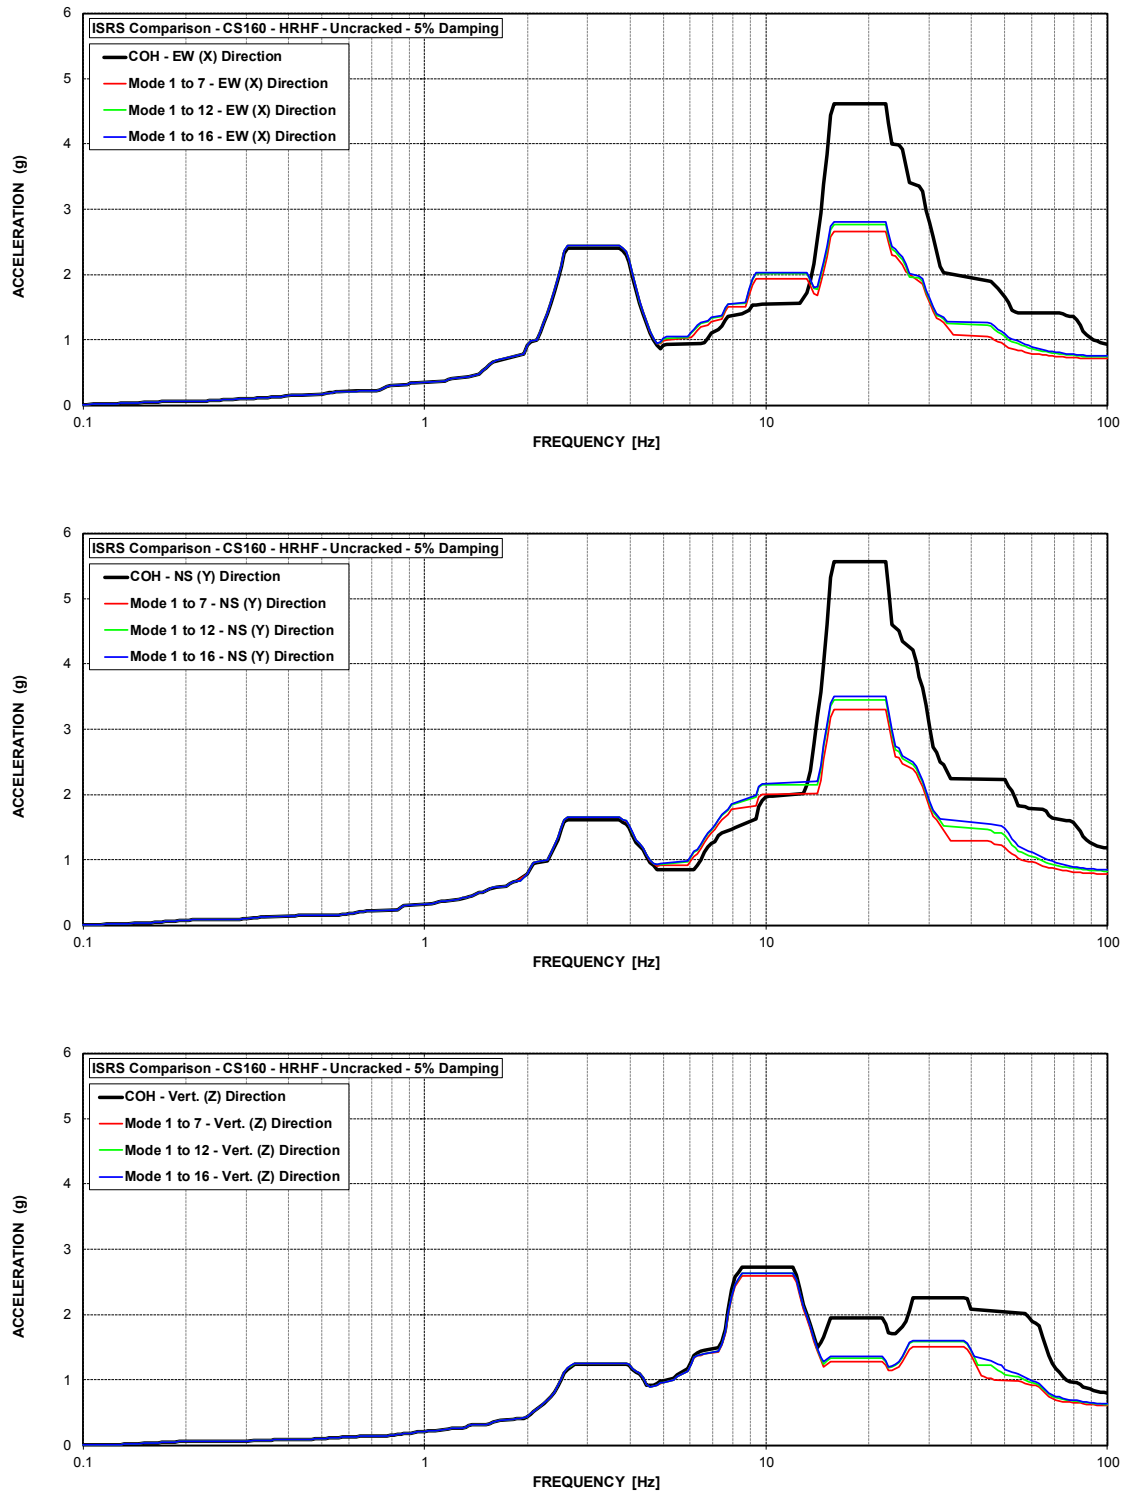 ISRS Comparison - CS160 - HRHF - Uncracked - 5% Damping
COH - EW (X) Direction
Mode 1 to 7 - EW (X) Direction
Mode 1 to 12 - EW (X) Direction
Mode 1 to 16 - EW (X) Direction
ACCELERATION (g)
6
5
4
3
2
1
0
0.1
1
10
100
FREQUENCY [Hz]
ISRS Comparison - CS160 - HRHF - Uncracked - 5% Damping
COH - NS (Y) Direction
Mode 1 to 7 - NS (Y) Direction
Mode 1 to 12 - NS (Y) Direction
Mode 1 to 16 - NS (Y) Direction
ACCELERATION (g)
6
5
4
3
2
1
0
0.1
1
10
100
FREQUENCY [Hz]
ISRS Comparison - CS160 - HRHF - Uncracked - 5% Damping
COH - Vert. (Z) Direction
Mode 1 to 7 - Vert. (Z) Direction
Mode 1 to 12 - Vert. (Z) Direction
Mode 1 to 16 - Vert. (Z) Direction
ACCELERATION (g)
6
5
4
3
2
1
0
0.1
1
10
100
FREQUENCY [Hz]